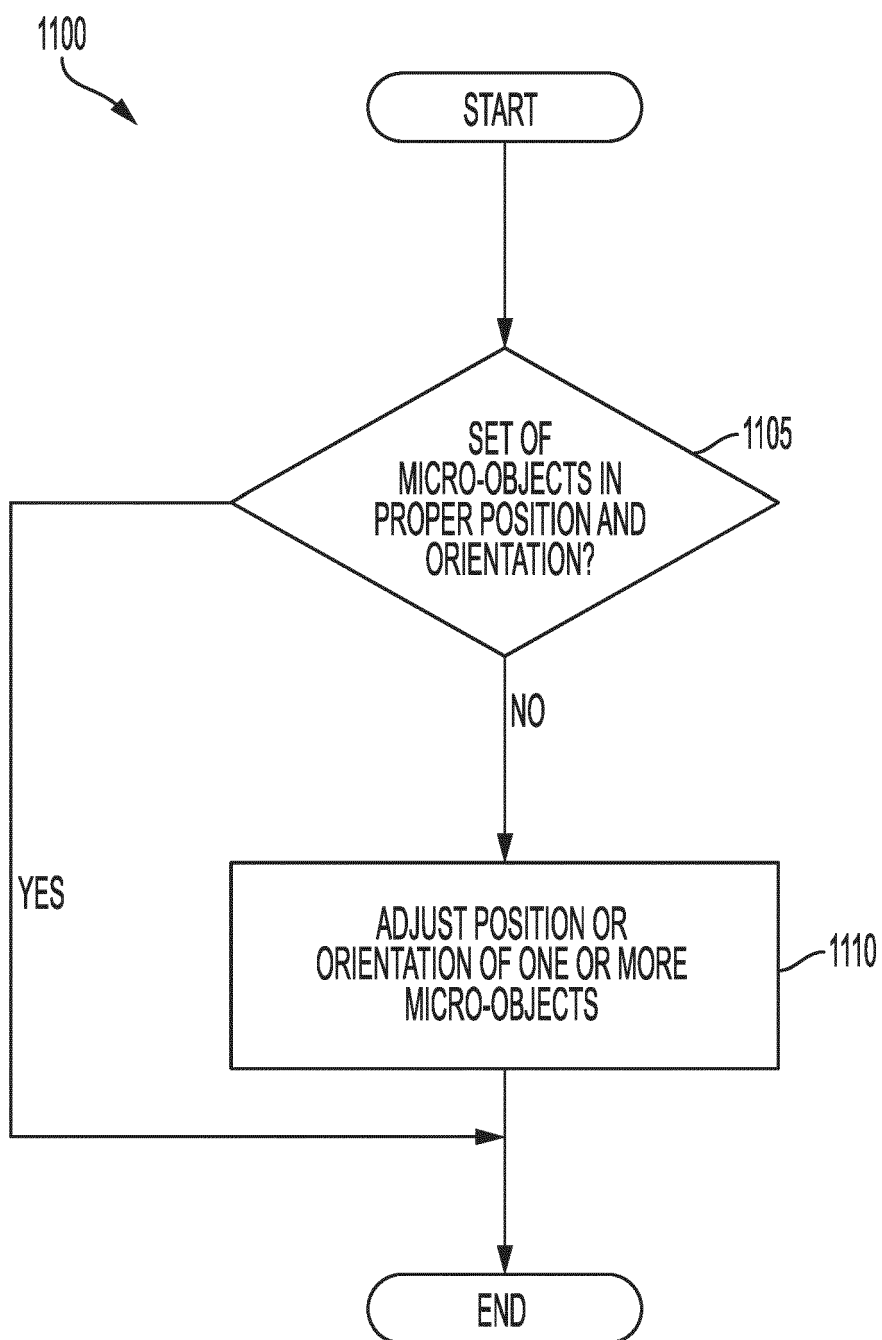 1100
START
SET OF
MICRO-OBJECTS IN
PROPER POSITION AND
ORIENTATION?
1105
NO
YES
ADJUST POSITION OR
ORIENTATION OF ONE OR MORE
MICRO-OBJECTS
1110
END